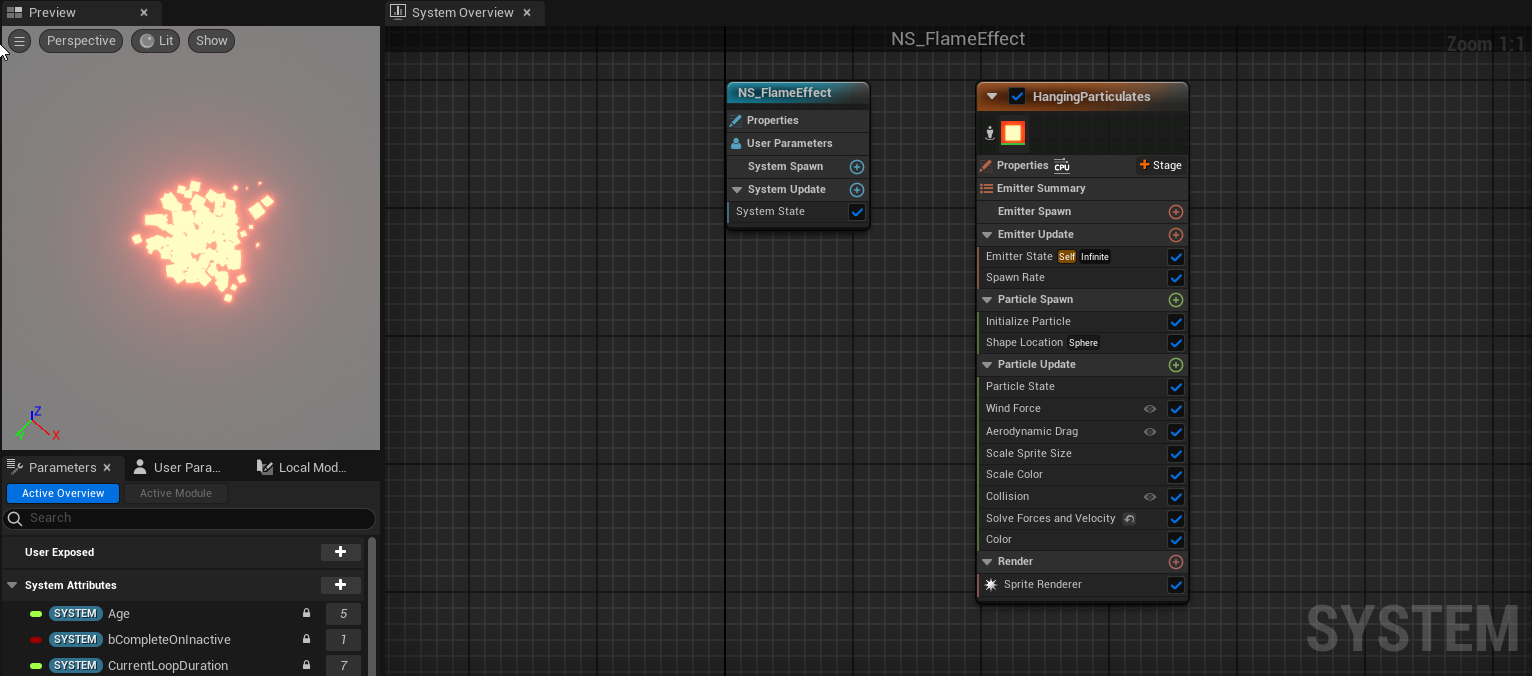 Preview
System Overview
Perspective
Lit
Show
NS_FlameEffect
Zoom 1:1
NS_FlameEffect
Properties
User Parameters
System Spawn
System Update
System State
HangingParticulates
Properties CPU + Stage
Emitter Summary
Emitter Spawn
Emitter Update
Emitter State Self Infinite
Spawn Rate
Particle Spawn
Initialize Particle
Shape Location Sphere
Particle Update
Particle State
Wind Force
Aerodynamic Drag
Scale Sprite Size
Scale Color
Collision
Solve Forces and Velocity
Color
Render
Sprite Renderer
Z
X
Y
Parameters
User Para...
Local Mod...
Active Overview
Active Module
Search
User Exposed
System Attributes
SYSTEM Age 5
SYSTEM bCompleteOnInactive 1
SYSTEM CurrentLoopDuration 7
SYSTEM